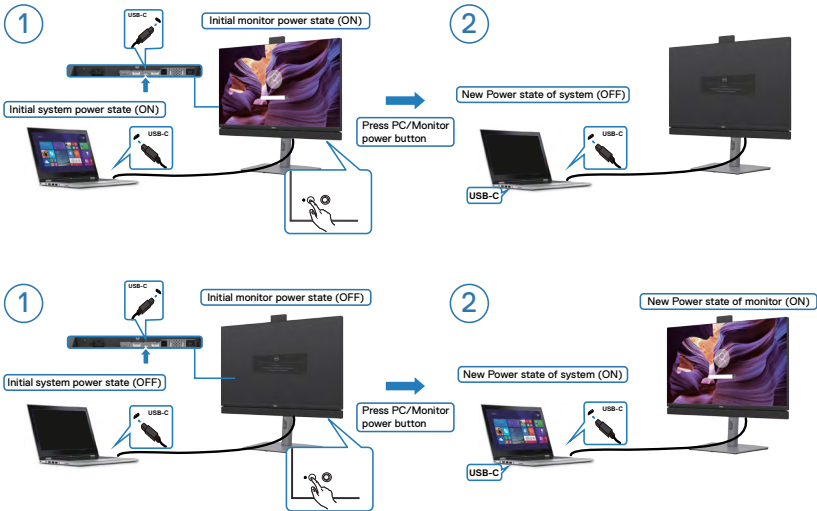 1
USB-C
Initial monitor power state (ON)
Initial system power state (ON)
USB-C
Press PC/Monitor
power button
2
New Power state of system (OFF)
USB-C
USB-C
1
USB-C
Initial monitor power state (OFF)
Initial system power state (OFF)
USB-C
Press PC/Monitor
power button
2
New Power state of monitor (ON)
New Power state of system (ON)
USB-C
USB-C